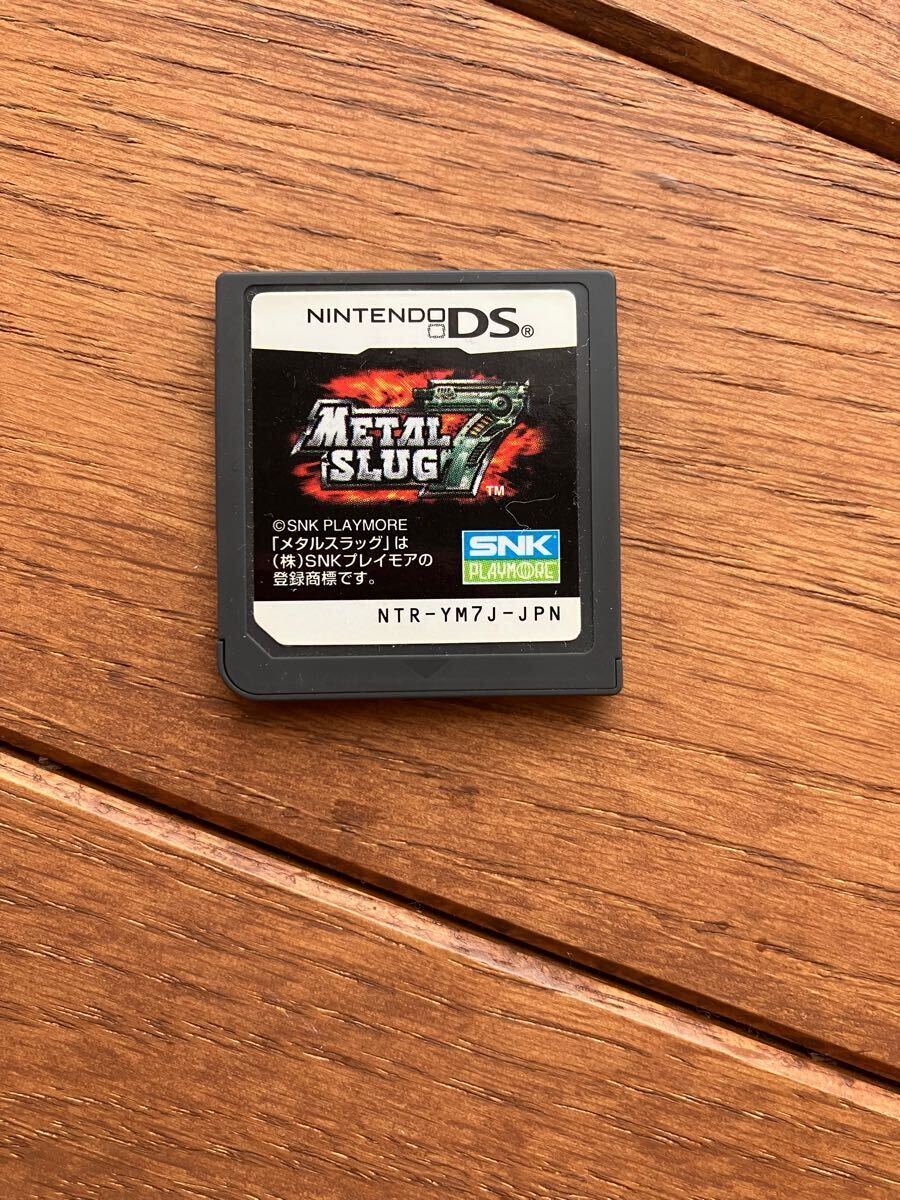 NINTENDO DS®
METAL
SLUG 7
TM
©SNK PLAYMORE
「メタルスラッグ」は
(株)SNKプレイモアの
登録商標です。
SNK
PLAYMORE
NTR-YM7J-JPN